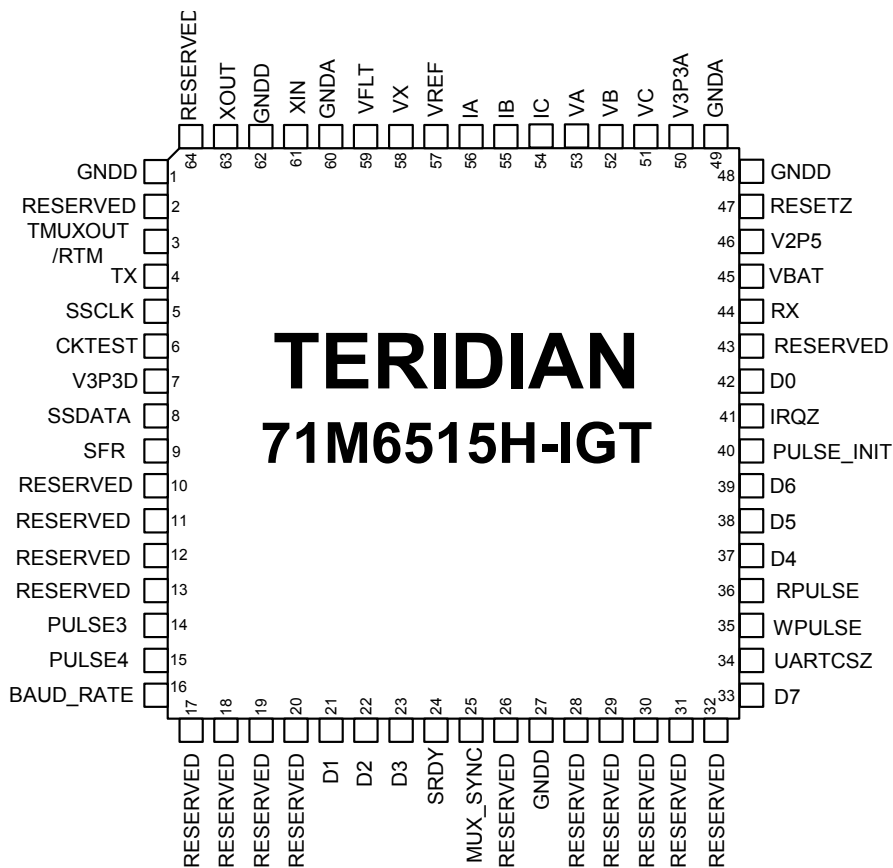 RESERVED
XOUT
GNDD
XIN
GNDA
VFLT
VX
VREF
IA
IB
IC
VA
VB
VC
V3P3A
GNDA
64
63
62
61
60
59
58
57
56
55
54
53
52
51
50
49
GNDD 1
RESERVED 2
TMUXOUT
/RTM 3
TX 4
SSCLK 5
CKTEST 6
V3P3D 7
SSDATA 8
SFR 9
RESERVED 10
RESERVED 11
RESERVED 12
RESERVED 13
PULSE3 14
PULSE4 15
BAUD_RATE 16
TERIDIAN
71M6515H-IGT
48 GNDD
47 RESETZ
46 V2P5
45 VBAT
44 RX
43 RESERVED
42 D0
41 IRQZ
40 PULSE_INIT
39 D6
38 D5
37 D4
36 RPULSE
35 WPULSE
34 UARTCSZ
33 D7
17
18
19
20
21
22
23
24
25
26
27
28
29
30
31
32
RESERVED
RESERVED
RESERVED
RESERVED
D1
D2
D3
SRDY
MUX_SYNC
RESERVED
GNDD
RESERVED
RESERVED
RESERVED
RESERVED
RESERVED